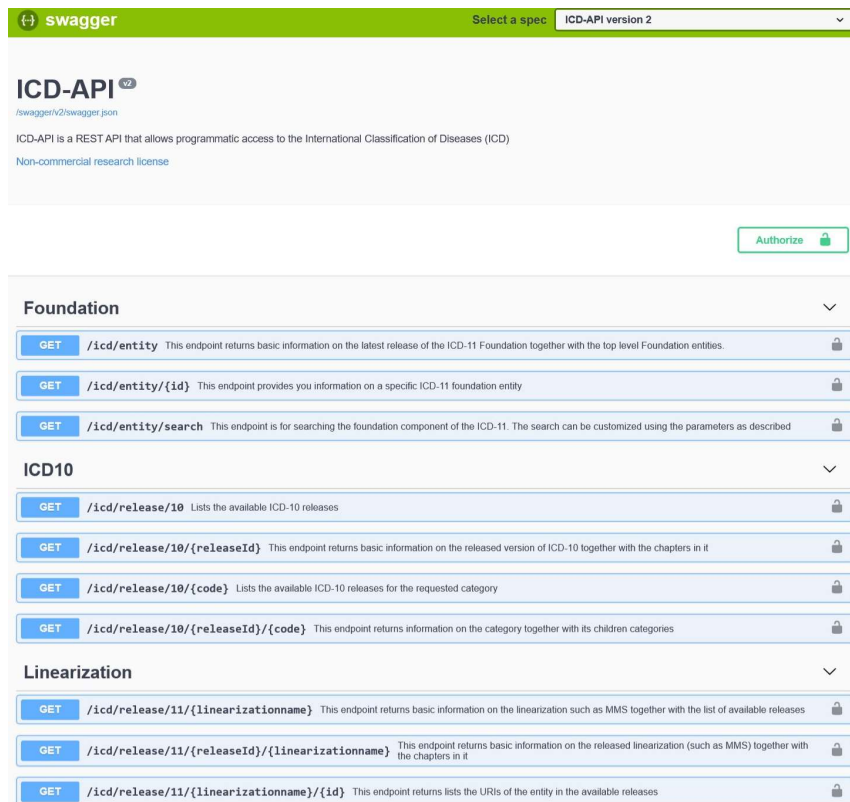 swagger
Select a spec ICD-API version 2
ICD-API v2
/swagger/v2/swagger.json
ICD-API is a REST API that allows programmatic access to the International Classification of Diseases (ICD)
Non-commercial research license
Authorize
Foundation
GET /icd/entity This endpoint returns basic information on the latest release of the ICD-11 Foundation together with the top level Foundation entities.
GET /icd/entity/{id} This endpoint provides you information on a specific ICD-11 foundation entity
GET /icd/entity/search This endpoint is for searching the foundation component of the ICD-11. The search can be customized using the parameters as described
ICD10
GET /icd/release/10 Lists the available ICD-10 releases
GET /icd/release/10/{releaseId} This endpoint returns basic information on the released version of ICD-10 together with the chapters in it
GET /icd/release/10/{code} Lists the available ICD-10 releases for the requested category
GET /icd/release/10/{releaseId}/{code} This endpoint returns information on the category together with its children categories
Linearization
GET /icd/release/11/{linearizationname} This endpoint returns basic information on the linearization such as MMS together with the list of available releases
GET /icd/release/11/{releaseId}/{linearizationname} This endpoint returns basic information on the released linearization (such as MMS) together with
the chapters in it
GET /icd/release/11/{linearizationname}/{id} This endpoint returns lists the URIs of the entity in the available releases